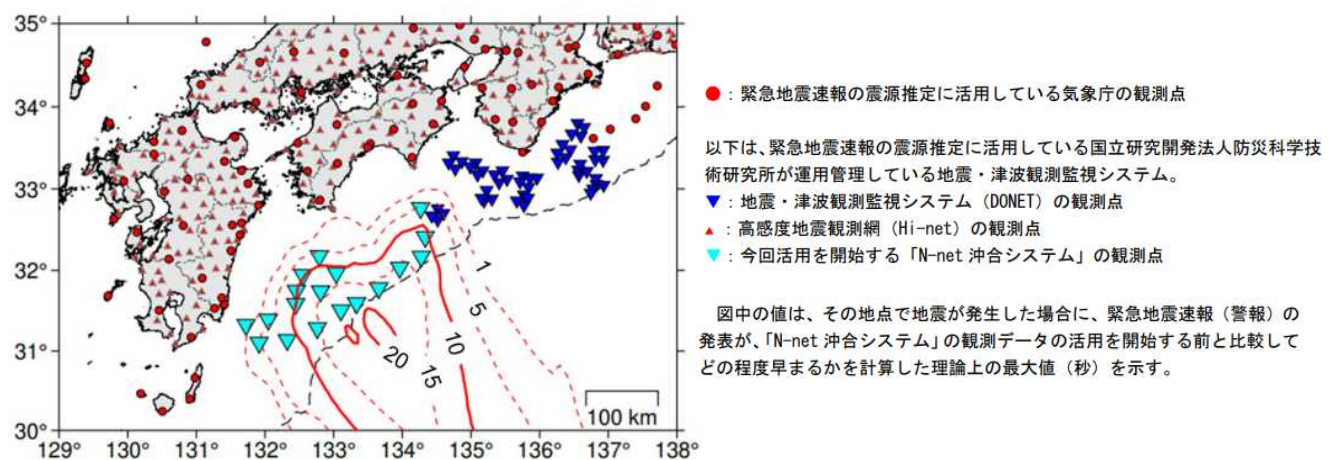 35°
34°
33°
32°
31°
30°
129°
130°
131°
132°
133°
134°
135°
136°
137°
138°
1
5
10
15
20
100 km
：緊急地震速報の震源推定に活用している気象庁の観測点
以下は、緊急地震速報の震源推定に活用している国立研究開発法人防災科学技
術研究所が運用管理している地震・津波観測監視システム。
：地震・津波観測監視システム（DONET）の観測点
：高感度地震観測網（Hi-net）の観測点
：今回活用を開始する「N-net 沖合システム」の観測点
図中の値は、その地点で地震が発生した場合に、緊急地震速報（警報）の
発表が、「N-net 沖合システム」の観測データの活用を開始する前と比較して
どの程度早まるかを計算した理論上の最大値（秒）を示す。